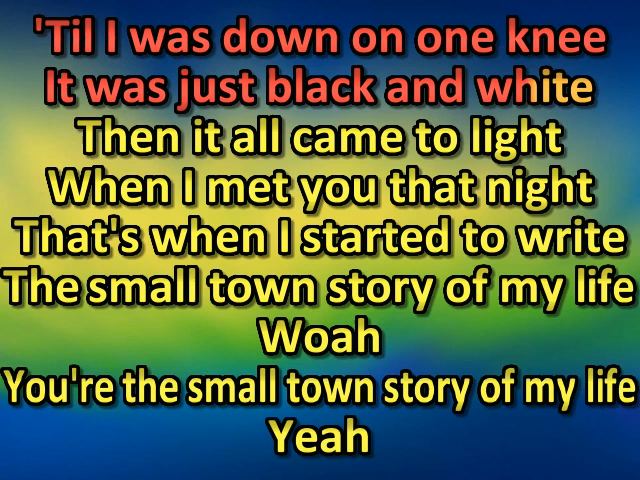 'Til I was down on one knee
It was just black and white
Then it all came to light
When I met you that night
That's when I started to write
The small town story of my life
Woah
You're the small town story of my life
Yeah